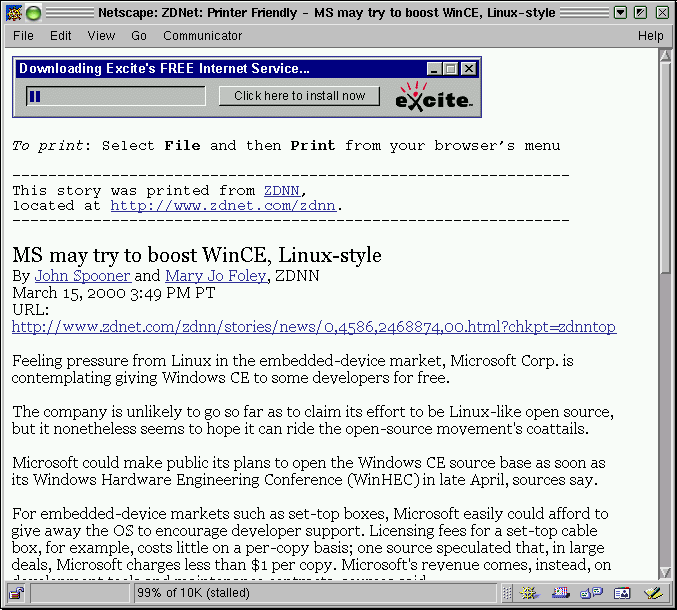 Netscape: ZDNet: Printer Friendly - MS may try to boost WinCE, Linux-style
File Edit View Go Communicator Help
Downloading Excite's FREE Internet Service...
Click here to install now
excite
To print: Select File and then Print from your browser's menu
--------------------------------------------------------------
This story was printed from ZDNN,
located at http://www.zdnet.com/zdnn.
--------------------------------------------------------------
MS may try to boost WinCE, Linux-style
By John Spooner and Mary Jo Foley, ZDNN
March 15, 2000 3:49 PM PT
URL:
http://www.zdnet.com/zdnn/stories/news/0,4586,2468874,00.html?chkpt=zdnntop
Feeling pressure from Linux in the embedded-device market, Microsoft Corp. is
contemplating giving Windows CE to some developers for free.
The company is unlikely to go so far as to claim its effort to be Linux-like open source,
but it nonetheless seems to hope it can ride the open-source movement's coattails.
Microsoft could make public its plans to open the Windows CE source base as soon as
its Windows Hardware Engineering Conference (WinHEC) in late April, sources say.
For embedded-device markets such as set-top boxes, Microsoft easily could afford to
give away the OS to encourage developer support. Licensing fees for a set-top cable
box, for example, costs little on a per-copy basis; one source speculated that, in large
deals, Microsoft charges less than $1 per copy. Microsoft's revenue comes, instead, on
development tools and maintenance contracts, sources said.
99% of 10K (stalled)